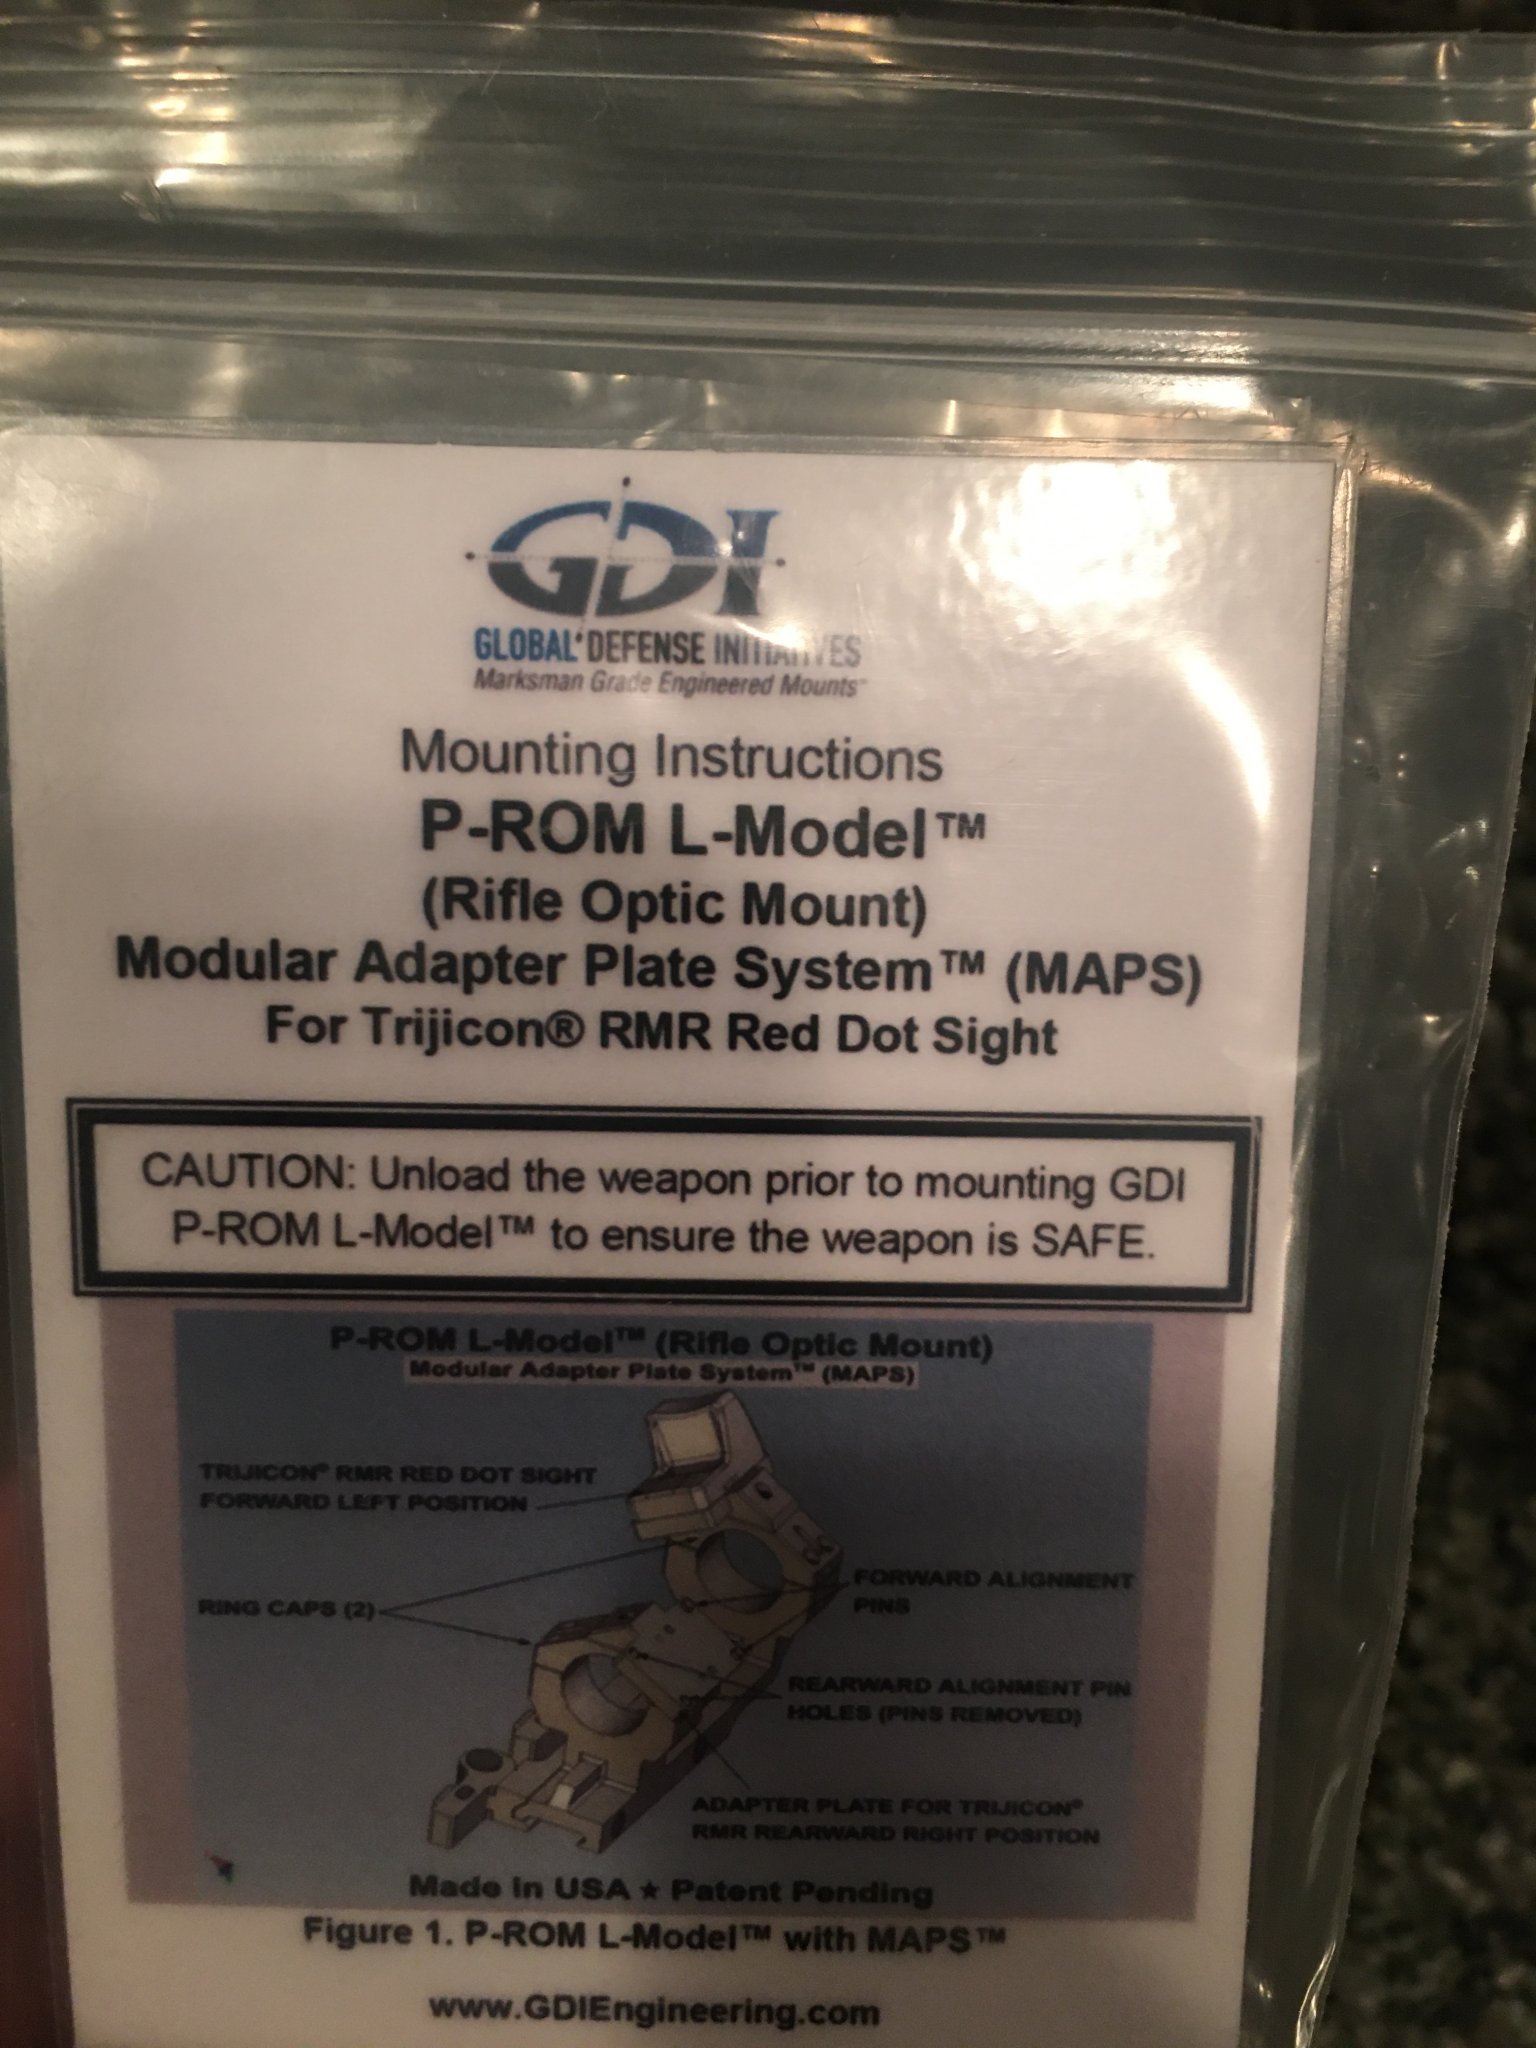 GDI
GLOBAL DEFENSE INITIATIVES
Marksman Grade Engineered Mounts™
Mounting Instructions
P-ROM L-Model™
(Rifle Optic Mount)
Modular Adapter Plate System™ (MAPS)
For Trijicon® RMR Red Dot Sight
CAUTION: Unload the weapon prior to mounting GDI
P-ROM L-Model™ to ensure the weapon is SAFE.
P-ROM L-Model™ (Rifle Optic Mount)
Modular Adapter Plate System™ (MAPS)
TRIJICON® RMR RED DOT SIGHT
FORWARD LEFT POSITION
RING CAPS (2)
FORWARD ALIGNMENT
PINS
REARWARD ALIGNMENT PIN
HOLES (PINS REMOVED)
ADAPTER PLATE FOR TRIJICON®
RMR REARWARD RIGHT POSITION
Made in USA ★ Patent Pending
Figure 1. P-ROM L-Model™ with MAPS™
www.GDIEngineering.com